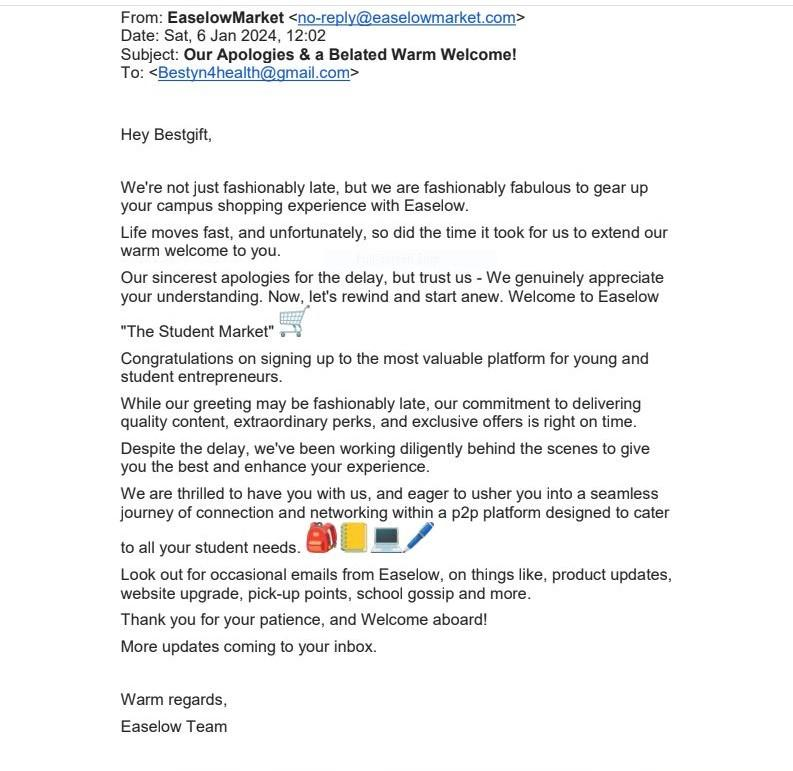 From: EaselowMarket <no-reply@easelowmarket.com>
Date: Sat, 6 Jan 2024, 12:02
Subject: Our Apologies & a Belated Warm Welcome!
To: <Bestyn4health@gmail.com>
Hey Bestgift,
We're not just fashionably late, but we are fashionably fabulous to gear up
your campus shopping experience with Easelow.
Life moves fast, and unfortunately, so did the time it took for us to extend our
warm welcome to you.
Our sincerest apologies for the delay, but trust us - We genuinely appreciate
your understanding. Now, let's rewind and start anew. Welcome to Easelow
"The Student Market"
Congratulations on signing up to the most valuable platform for young and
student entrepreneurs.
While our greeting may be fashionably late, our commitment to delivering
quality content, extraordinary perks, and exclusive offers is right on time.
Despite the delay, we've been working diligently behind the scenes to give
you the best and enhance your experience.
We are thrilled to have you with us, and eager to usher you into a seamless
journey of connection and networking within a p2p platform designed to cater
to all your student needs.
Look out for occasional emails from Easelow, on things like, product updates,
website upgrade, pick-up points, school gossip and more.
Thank you for your patience, and Welcome aboard!
More updates coming to your inbox.
Warm regards,
Easelow Team